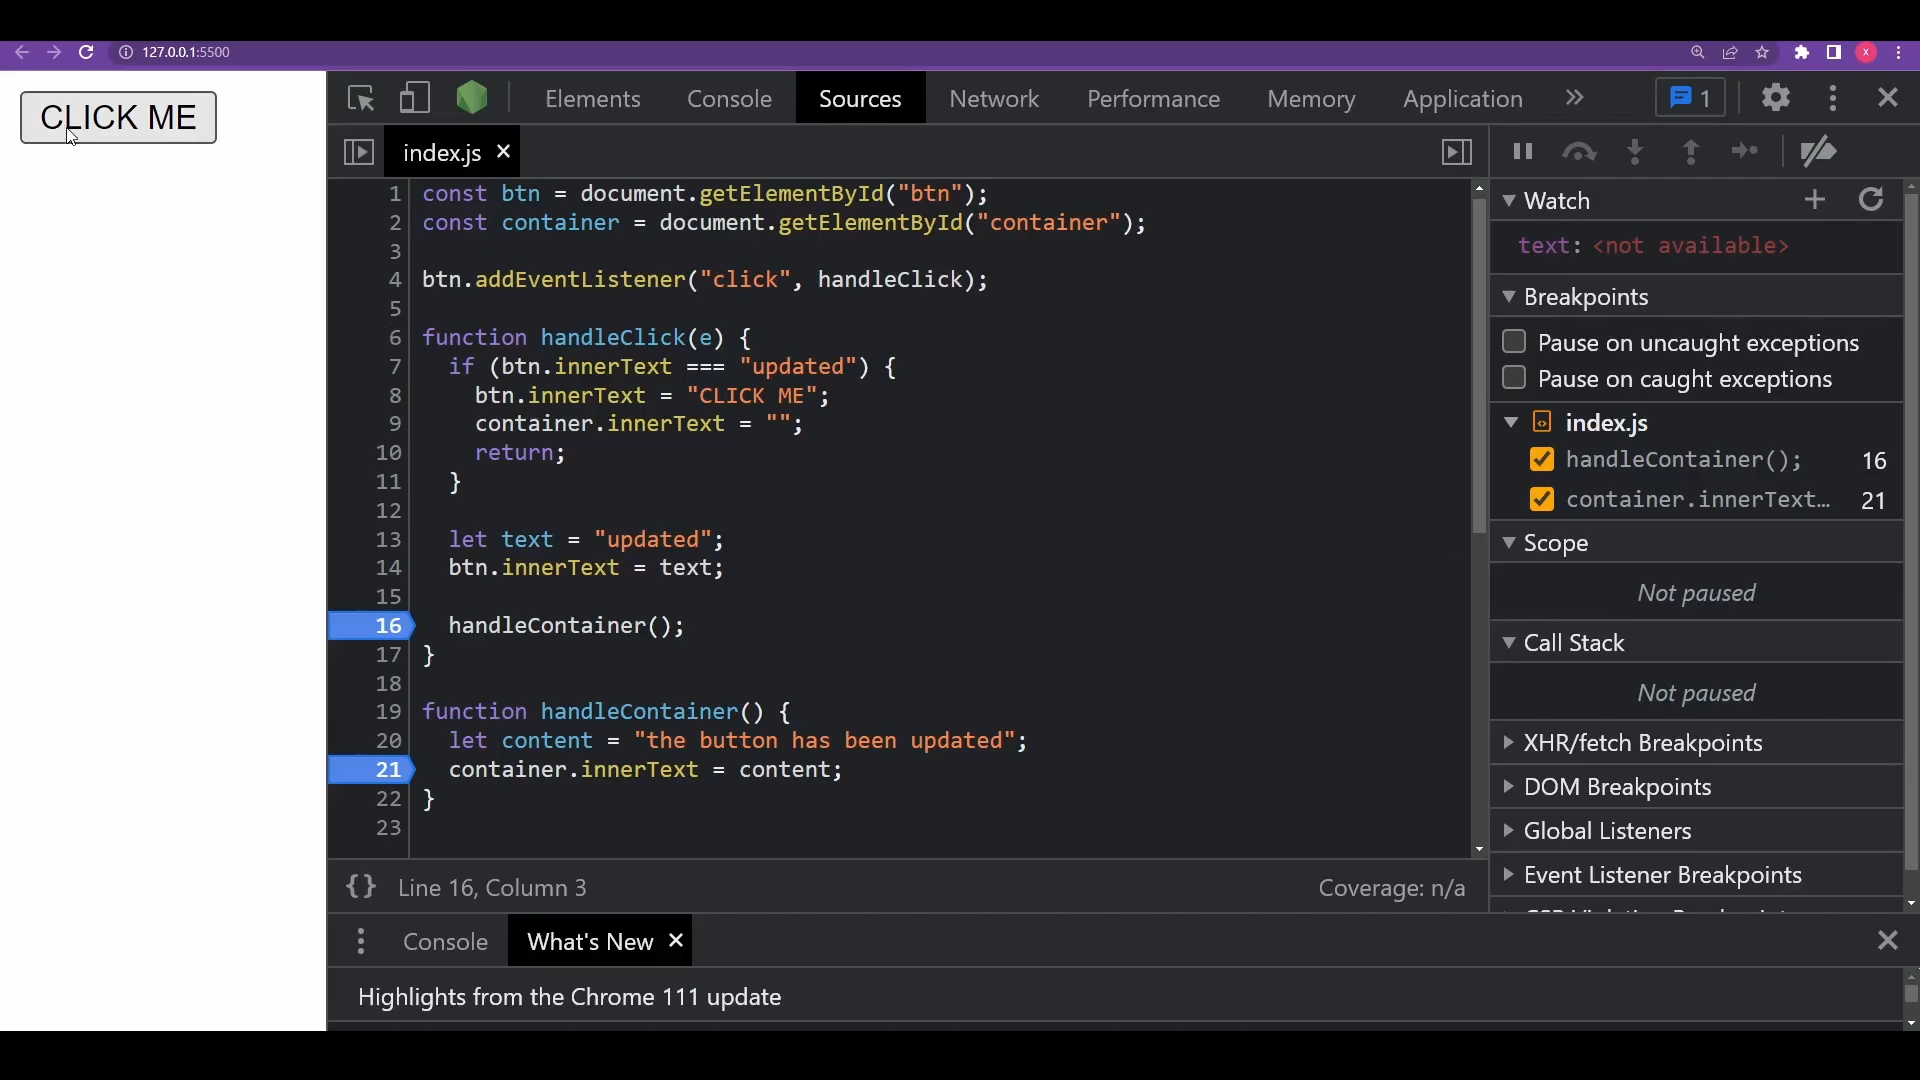 127.0.0.1:5500
x
CLICK ME
Elements Console Sources Network Performance Memory Application 1
index.js
1 const btn = document.getElementById("btn");
2 const container = document.getElementById("container");
3
4 btn.addEventListener("click", handleClick);
5
6 function handleClick(e) {
7 if (btn.innerText === "updated") {
8 btn.innerText = "CLICK ME";
9 container.innerText = "";
10 return;
11 }
12
13 let text = "updated";
14 btn.innerText = text;
15
16 handleContainer();
17 }
18
19 function handleContainer() {
20 let content = "the button has been updated";
21 container.innerText = content;
22 }
23
{} Line 16, Column 3 Coverage: n/a
Watch
text: <not available>
Breakpoints
Pause on uncaught exceptions
Pause on caught exceptions
index.js
handleContainer(); 16
container.innerText… 21
Scope
Not paused
Call Stack
Not paused
XHR/fetch Breakpoints
DOM Breakpoints
Global Listeners
Event Listener Breakpoints
Console What's New
Highlights from the Chrome 111 update